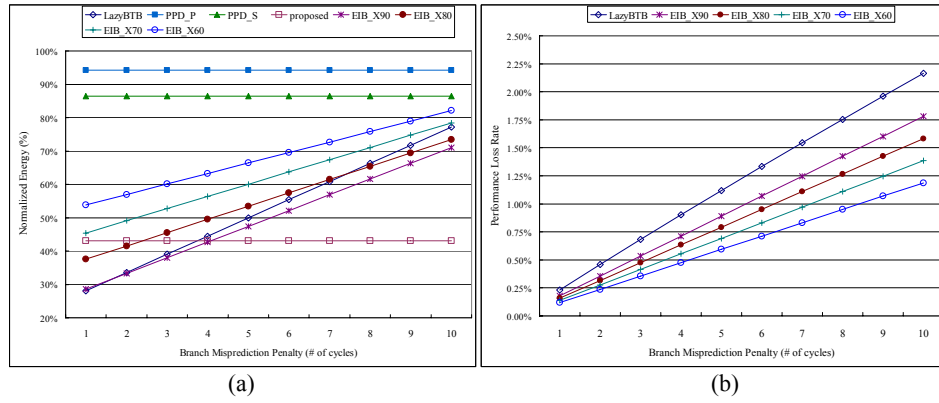 LazyBTB PPD_P PPD_S proposed EIB_X90 EIB_X80
EIB_X70 EIB_X60
100%
90%
80%
70%
60%
50%
40%
30%
20%
Normalized Energy (%)
1 2 3 4 5 6 7 8 9 10
Branch Misprediction Penalty (# of cycles)
(a)
LazyBTB EIB_X90 EIB_X80 EIB_X70 EIB_X60
2.50%
2.25%
2.00%
1.75%
1.50%
1.25%
1.00%
0.75%
0.50%
0.25%
0.00%
Performance Loss Rate
1 2 3 4 5 6 7 8 9 10
Branch Misprediction Penalty (# of cycles)
(b)